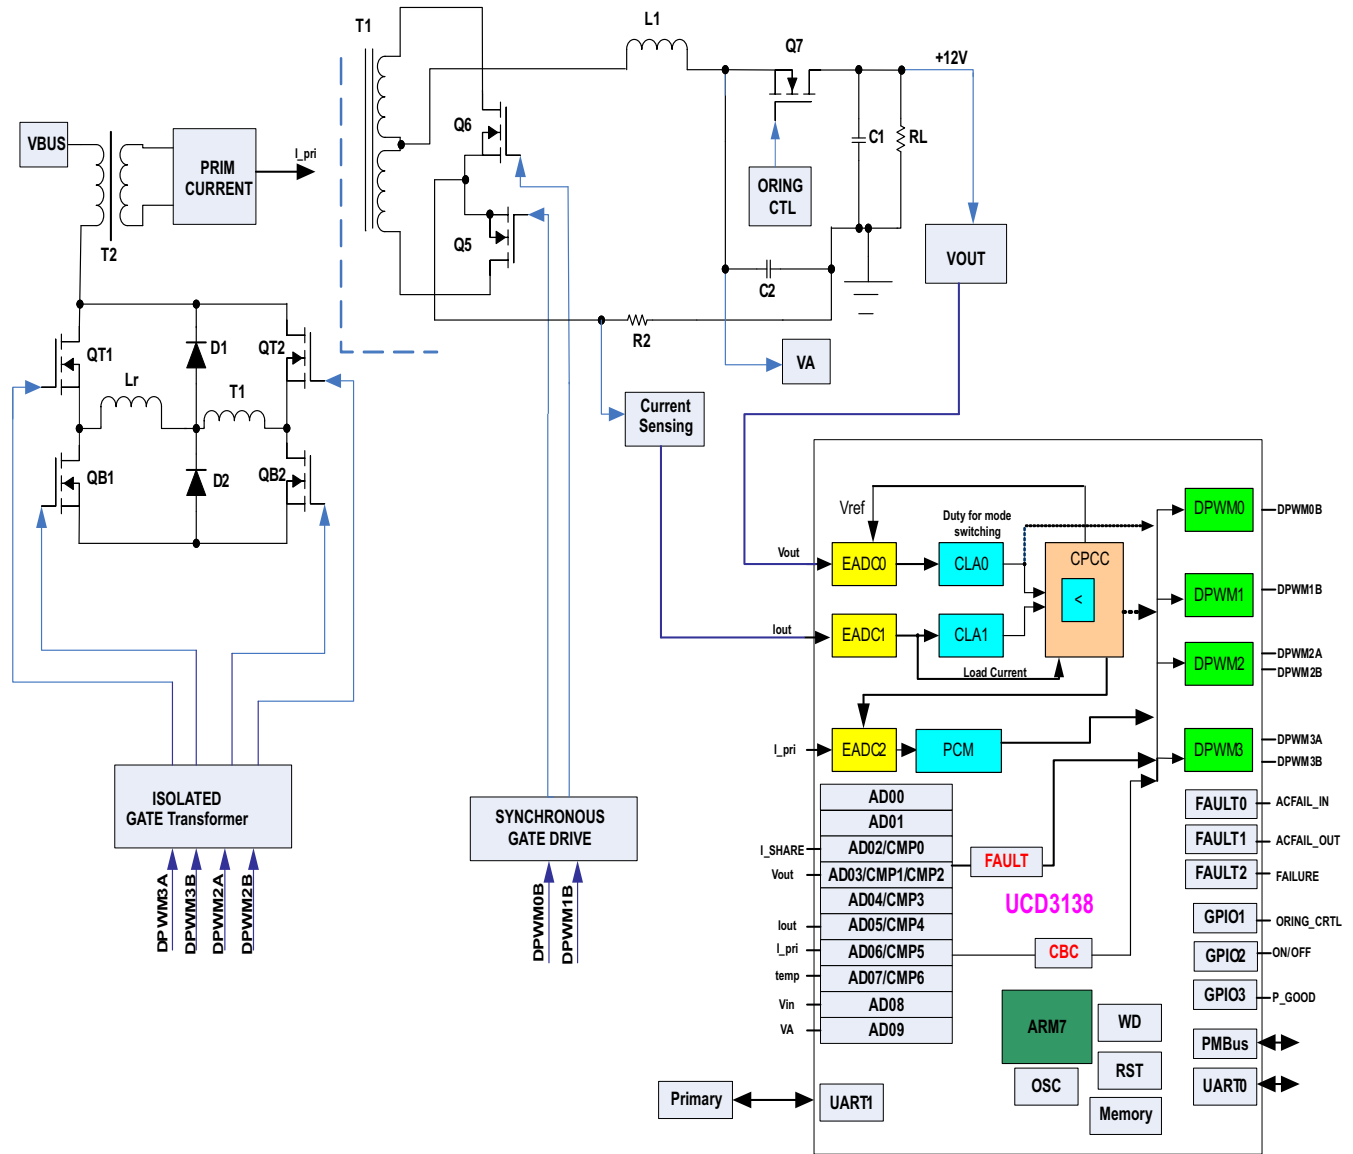 T1
L1
Q7
+12V
Q6
C1
RL
VBUS
PRIM
CURRENT
I_pri
ORING
CTL
T2
Q5
VOUT
C2
R2
QT1
D1
QT2
VA
Lr
T1
Current
Sensing
QB1
D2
QB2
Vref
Duty for mode
switching
DPWM0
DPWM0B
Vout
EADC0
CLA0
CPCC
<
DPWM1
DPWM1B
Iout
EADC1
CLA1
Load Current
DPWM2
DPWM2A
DPWM2B
I_pri
EADC2
PCM
DPWM3
DPWM3A
DPWM3B
ISOLATED
GATE Transformer
SYNCHRONOUS
GATE DRIVE
DPWM3A
DPWM3B
DPWM2A
DPWM2B
DPWM0B
DPWM1B
AD00
AD01
I_SHARE
AD02/CMP0
Vout
AD03/CMP1/CMP2
AD04/CMP3
Iout
AD05/CMP4
I_pri
AD06/CMP5
temp
AD07/CMP6
Vin
AD08
VA
AD09
FAULT
UCD3138
CBC
FAULT0
ACFAIL_IN
FAULT1
ACFAIL_OUT
FAULT2
FAILURE
GPIO1
ORING_CRTL
GPIO2
ON/OFF
GPIO3
P_GOOD
ARM7
WD
PMBus
RST
OSC
UART0
Memory
Primary
UART1